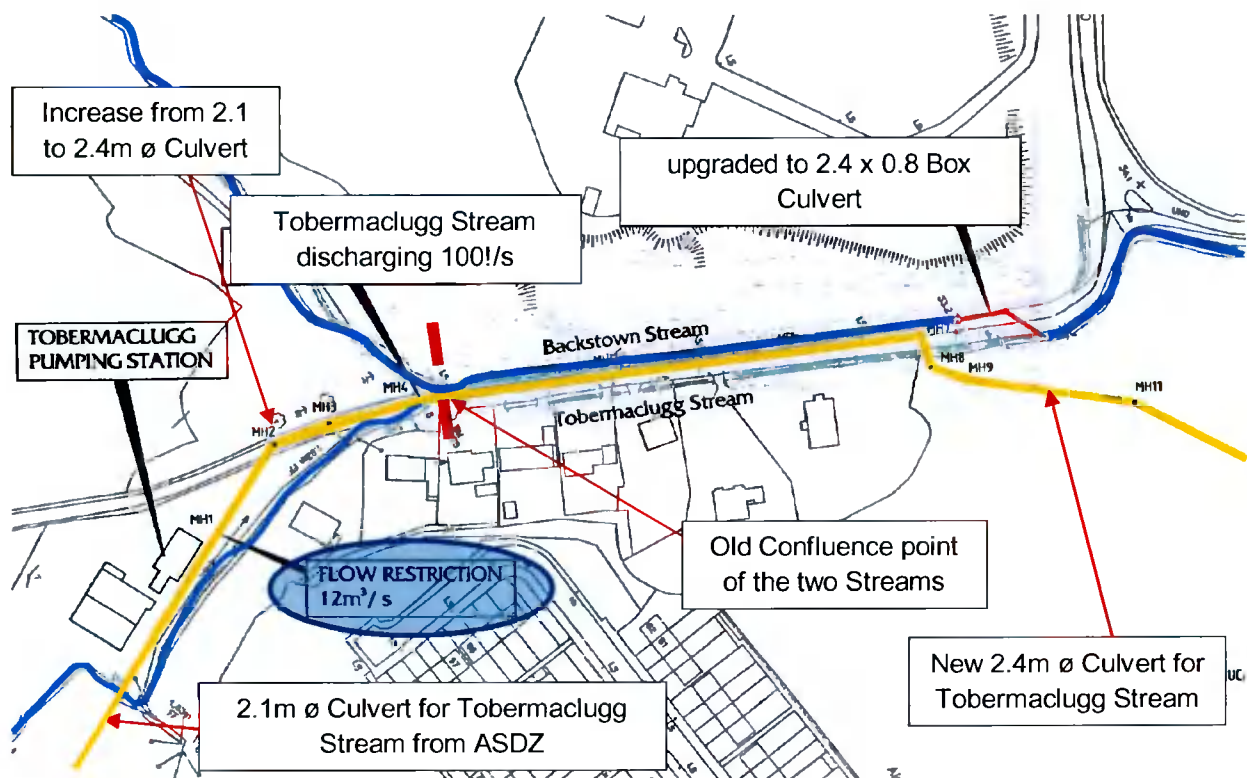 Increase from 2.1
to 2.4m ø Culvert
upgraded to 2.4 x 0.8 Box
Culvert
Tobermaclugg Stream
discharging 100!/s
TOBERMACLUGG
PUMPING STATION
Backstown Stream
Tobermaclugg Stream
MH4
MH3
MH2
MH1
MH8
MH9
MH11
FLOW RESTRICTION
12m³/s
Old Confluence point
of the two Streams
New 2.4m ø Culvert for
Tobermaclugg Stream
UC
2.1m ø Culvert for Tobermaclugg
Stream from ASDZ